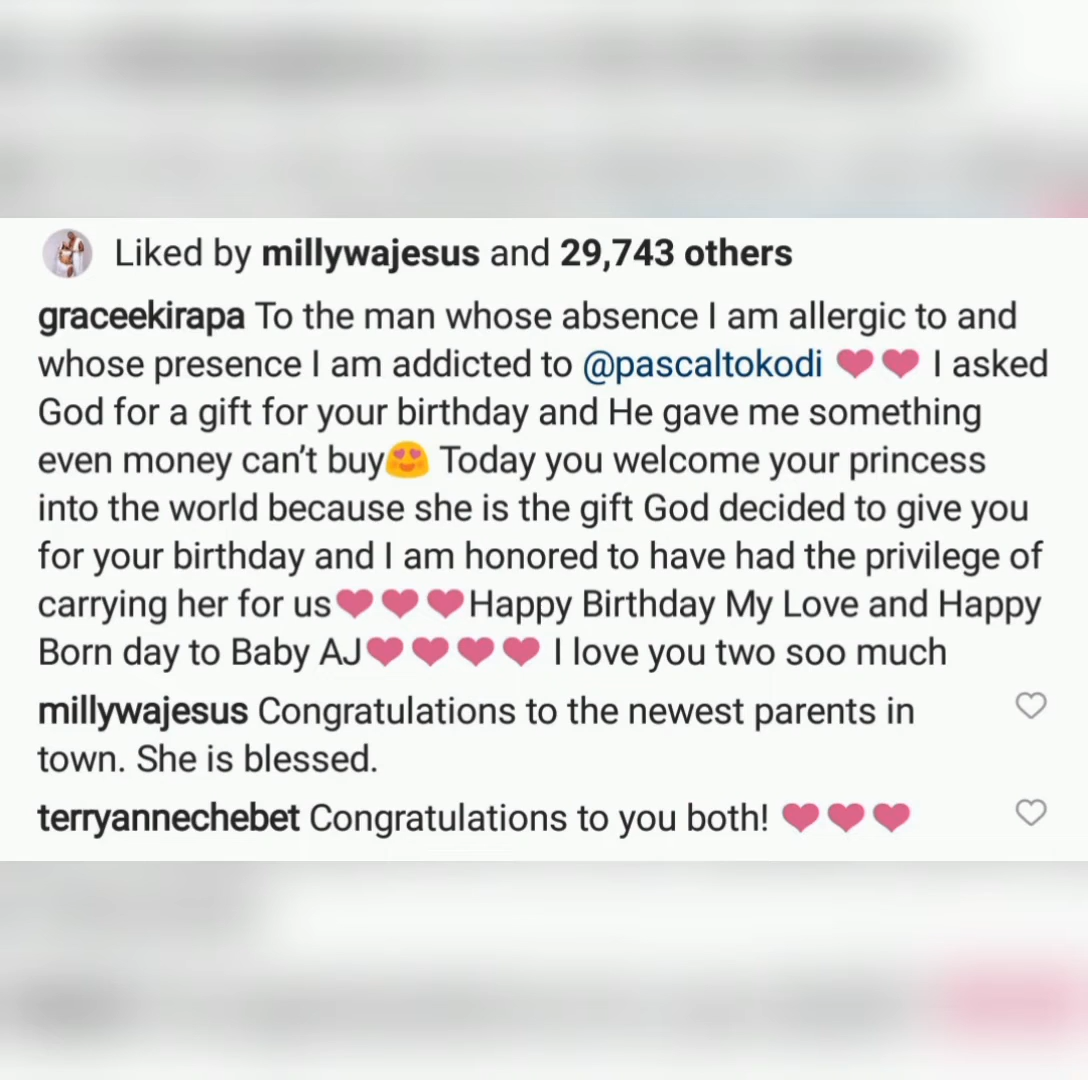 Liked by millywajesus and 29,743 others
graceekirapa To the man whose absence I am allergic to and
whose presence I am addicted to @pascaltokodi 💗💗 I asked
God for a gift for your birthday and He gave me something
even money can't buy😍 Today you welcome your princess
into the world because she is the gift God decided to give you
for your birthday and I am honored to have had the privilege of
carrying her for us💗💗💗Happy Birthday My Love and Happy
Born day to Baby AJ💗💗💗💗 I love you two soo much
millywajesus Congratulations to the newest parents in
town. She is blessed.
terryannechebet Congratulations to you both! 💗💗💗